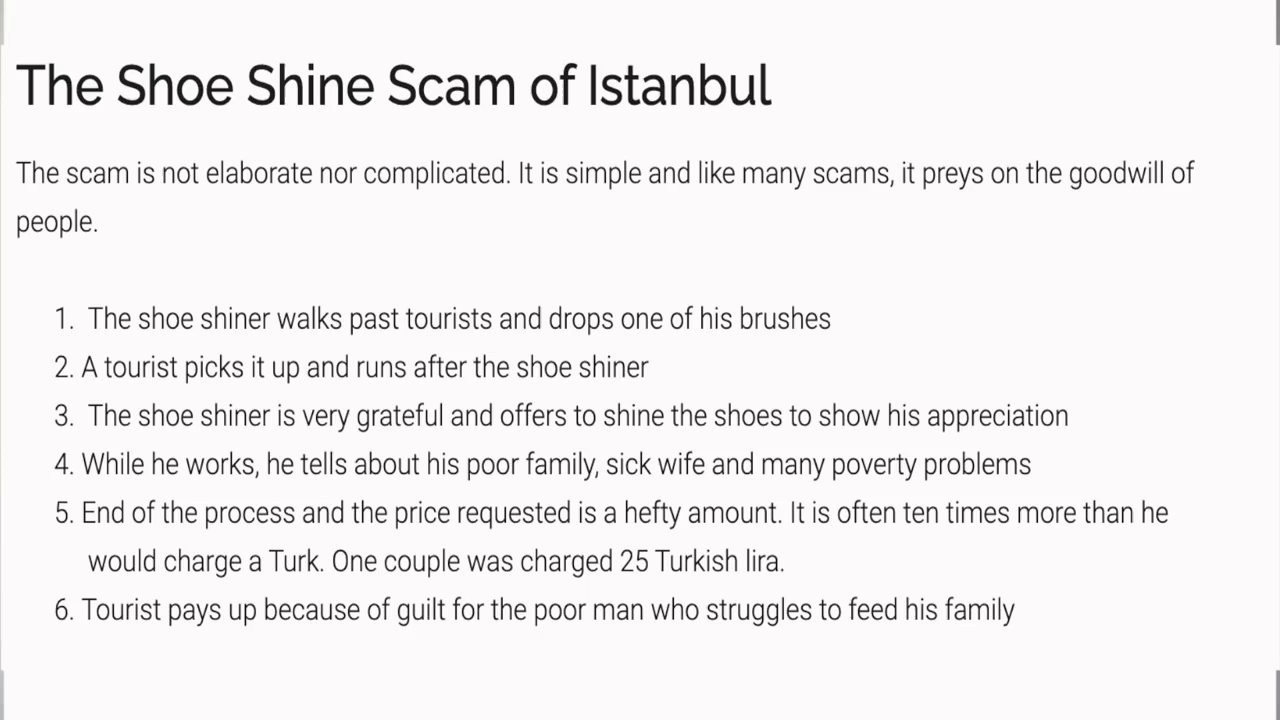 The Shoe Shine Scam of Istanbul
The scam is not elaborate nor complicated. It is simple and like many scams, it preys on the goodwill of
people.
1. The shoe shiner walks past tourists and drops one of his brushes
2. A tourist picks it up and runs after the shoe shiner
3. The shoe shiner is very grateful and offers to shine the shoes to show his appreciation
4. While he works, he tells about his poor family, sick wife and many poverty problems
5. End of the process and the price requested is a hefty amount. It is often ten times more than he
would charge a Turk. One couple was charged 25 Turkish lira.
6. Tourist pays up because of guilt for the poor man who struggles to feed his family